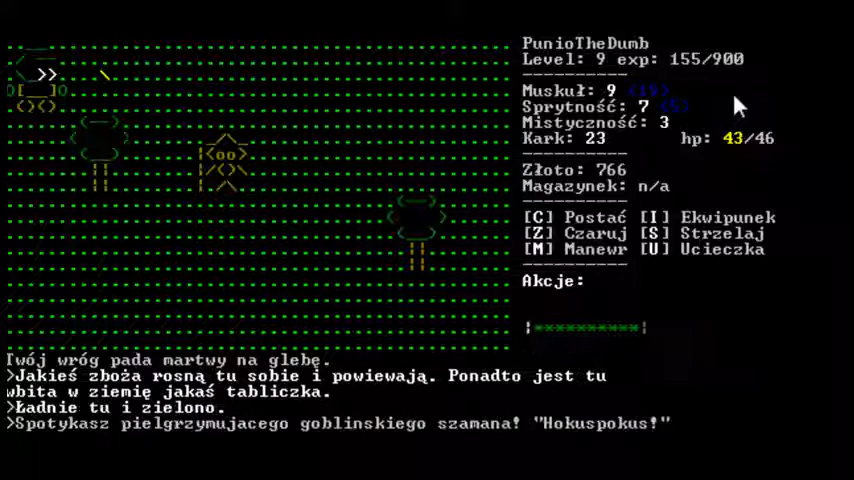 PunioTheDumb
Level: 9 exp: 155/900
----------
Muskuł: 9 (19)
Sprytność: 7 (5)
Mistyczność: 3
Kark: 23 hp: 43/46
----------
Złoto: 766
Magazynek: n/a
----------
[C] Postać [I] Ekwipunek
[Z] Czaruj [S] Strzelaj
[M] Manewr [U] Ucieczka
----------
Akcje:
Twój wróg pada martwy na glebę.
>Jakieś zboża rosną tu sobie i powiewają. Ponadto jest tu
wbita w ziemię jakaś tabliczka.
>Ładnie tu i zielono.
>Spotykasz pielgrzymujacego goblinskiego szamana! "Hokuspokus!"